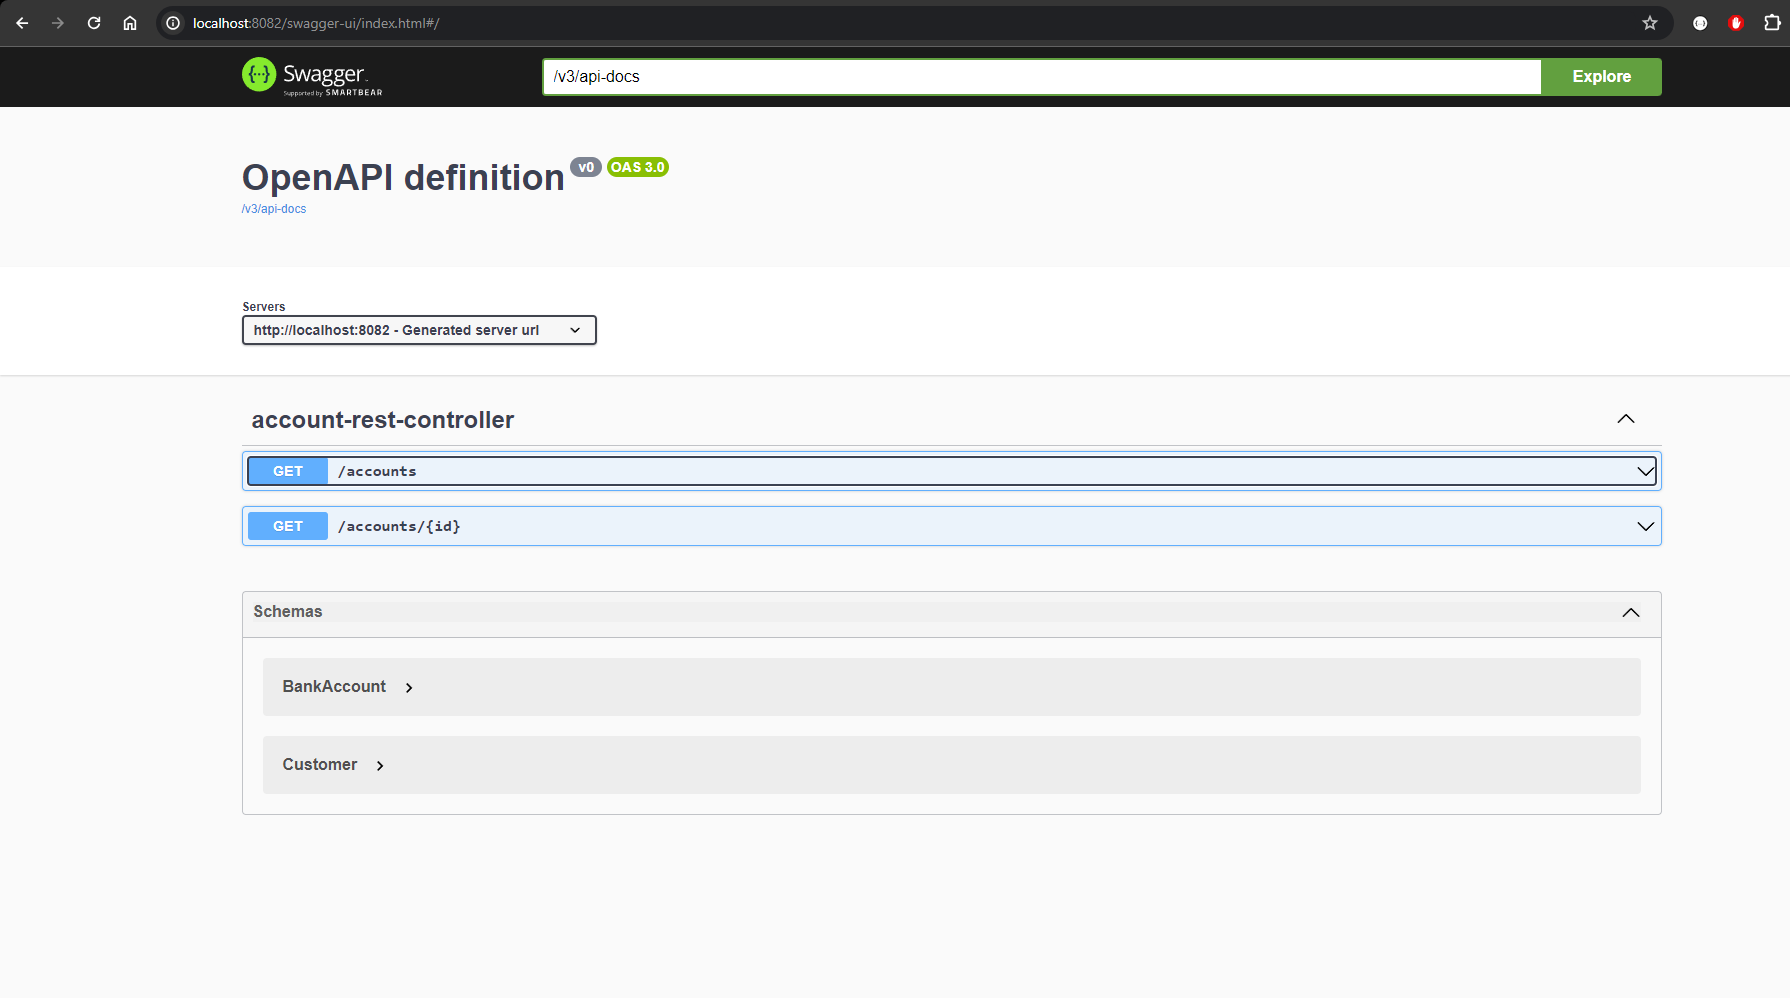 localhost:8082/swagger-ui/index.html#/
Swagger
Supported by SMARTBEAR
/v3/api-docs
Explore
OpenAPI definition v0 OAS 3.0
/v3/api-docs
Servers
http://localhost:8082 - Generated server url
account-rest-controller
GET /accounts
GET /accounts/{id}
Schemas
BankAccount
Customer